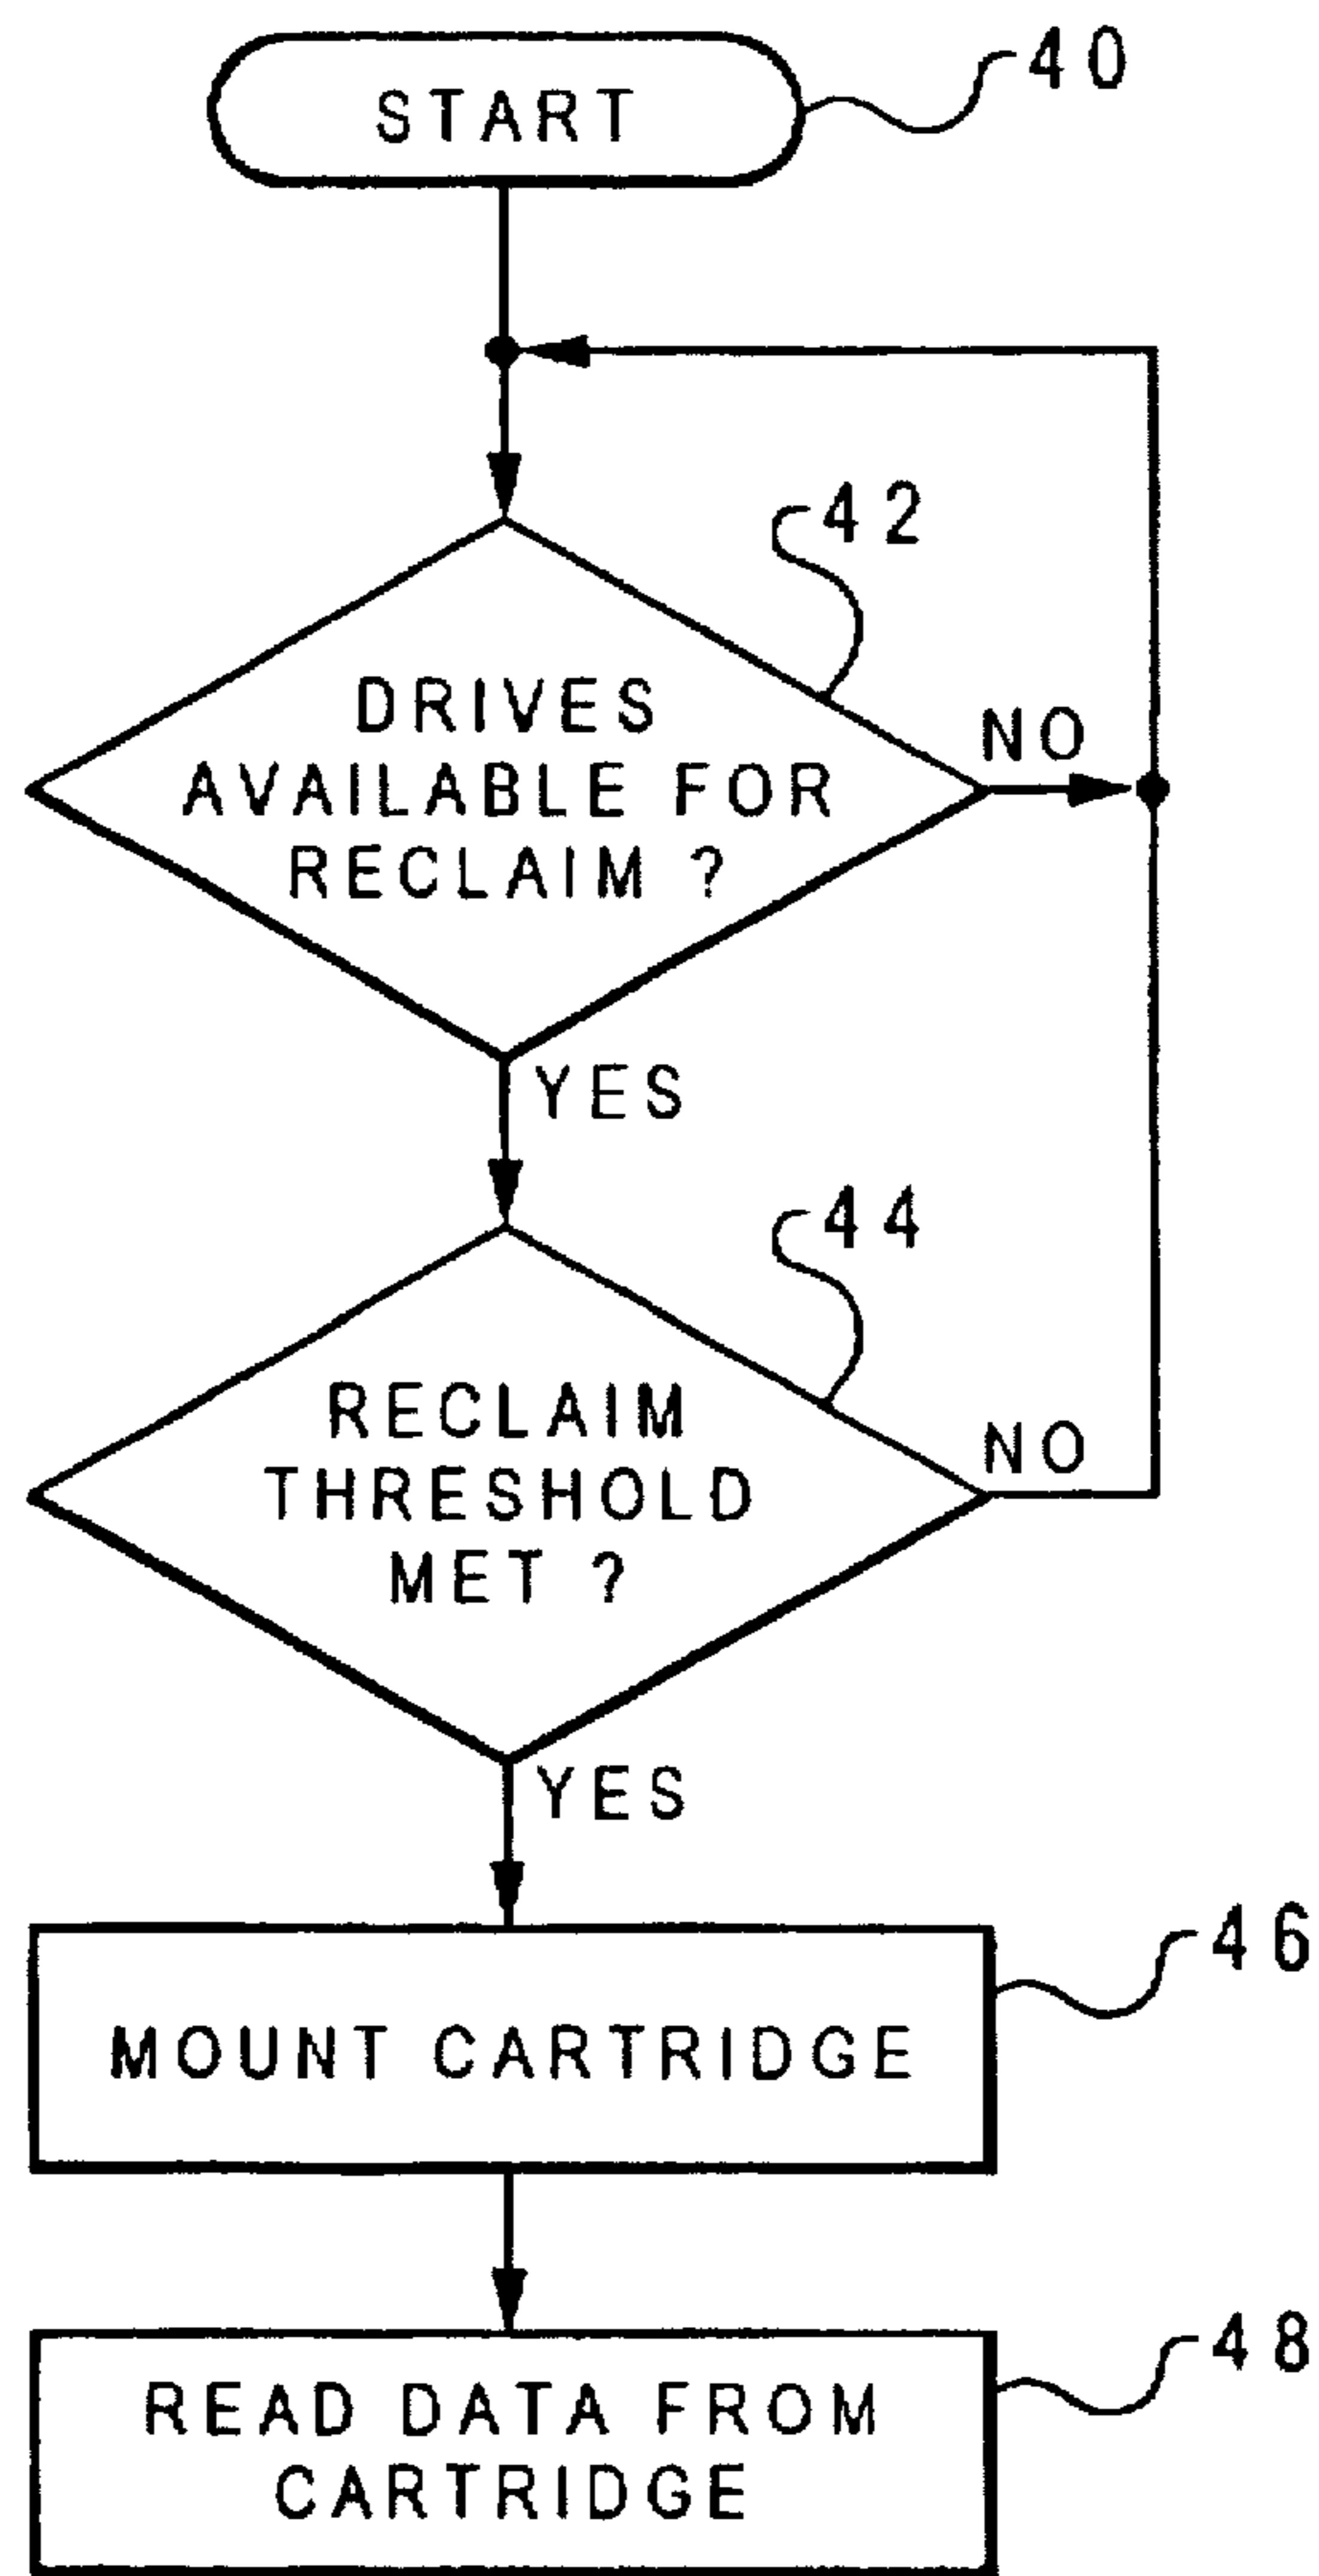 START
40
42
DRIVES
AVAILABLE FOR
RECLAIM ?
NO
YES
44
RECLAIM
THRESHOLD
MET ?
NO
YES
46
MOUNT CARTRIDGE
48
READ DATA FROM
CARTRIDGE